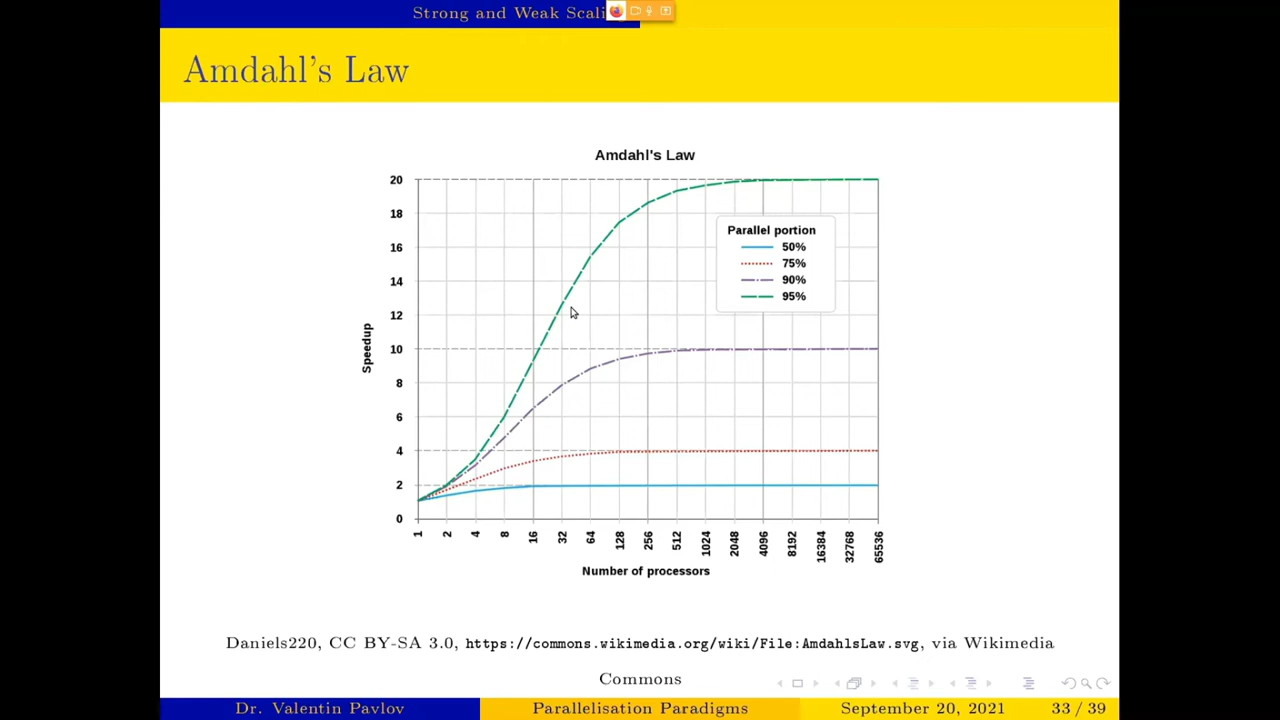 Strong and Weak Scali
Amdahl's Law
Amdahl's Law
20
18
16
14
12
10
8
6
4
2
0
Speedup
Parallel portion
50%
75%
90%
95%
1 2 4 8 16 32 64 128 256 512 1024 2048 4096 8192 16384 32768 65536
Number of processors
Daniels220, CC BY-SA 3.0, https://commons.wikimedia.org/wiki/File:AmdahlsLaw.svg, via Wikimedia
Commons
Dr. Valentin Pavlov Parallelisation Paradigms September 20, 2021 33 / 39